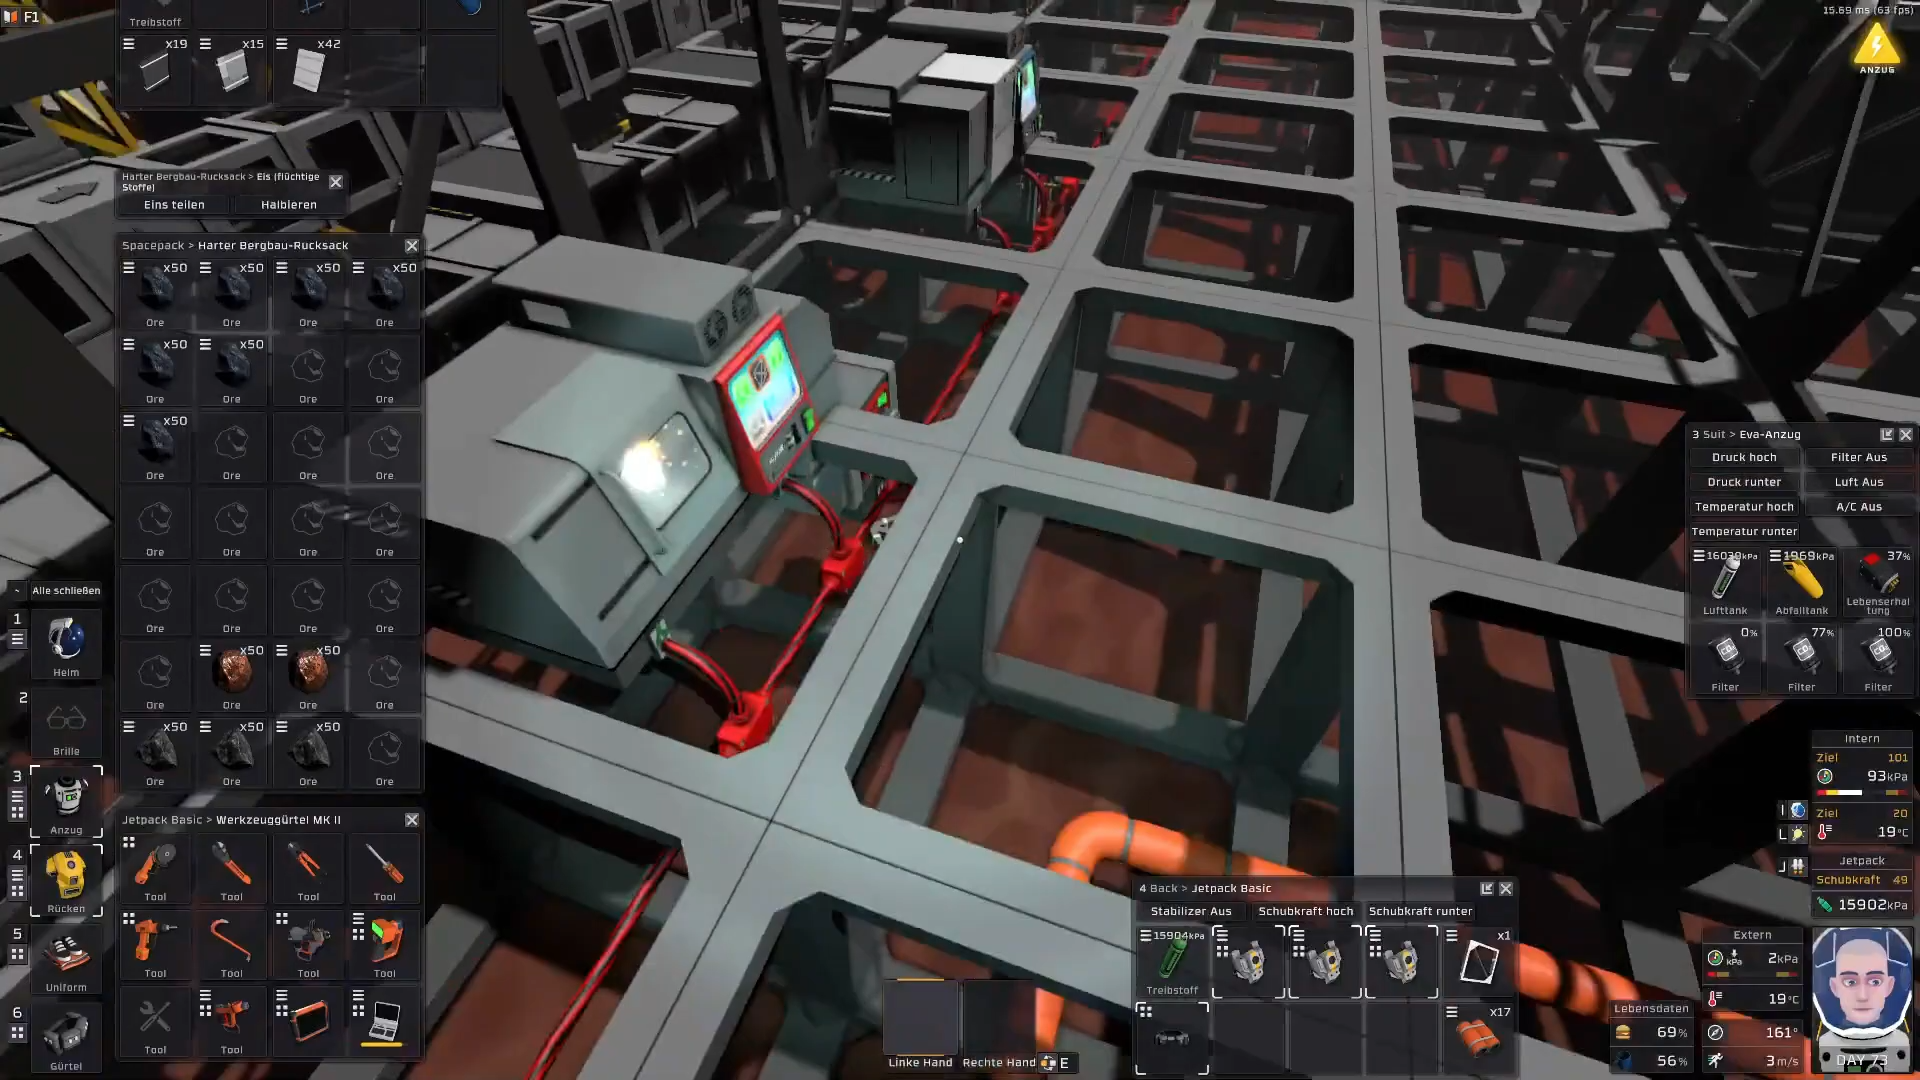 F1
Treibstoff
x19
x15
x42
15.69 ms (63 fps)
ANZUG
Harter Bergbau-Rucksack > Eis (flüchtige
Stoffe)
Eins teilen
Halbieren
Spacepack > Harter Bergbau-Rucksack
x50
x50
x50
x50
Ore
Ore
Ore
Ore
x50
x50
Ore
Ore
Ore
Ore
x50
Ore
Ore
Ore
Ore
Ore
Ore
Ore
Ore
Ore
Ore
Ore
Ore
x50
x50
Ore
Ore
Ore
Ore
x50
x50
x50
Ore
Ore
Ore
Ore
~
Alle schließen
1
Helm
2
Brille
3
Anzug
4
Rücken
5
Uniform
6
Gürtel
Jetpack Basic > Werkzeuggürtel MK II
Tool
Tool
Tool
Tool
Tool
Tool
Tool
Tool
Tool
Tool
Linke Hand
Rechte Hand
E
4 Back > Jetpack Basic
Stabilizer Aus
Schubkraft hoch
Schubkraft runter
15904kPa
x1
Treibstoff
x17
3 Suit > Eva-Anzug
Druck hoch
Filter Aus
Druck runter
Luft Aus
Temperatur hoch
A/C Aus
Temperatur runter
16039kPa
1969kPa
37%
Lufttank
Abfalltank
Lebenserhal
tung
0%
77%
100%
Filter
Filter
Filter
Intern
Ziel 101
93kPa
I
Ziel 20
L
19°C
Jetpack
J
Schubkraft 49
15902kPa
Extern
kPa
2kPa
19°C
161°
3m/s
Lebensdaten
69%
56%
DAY 73